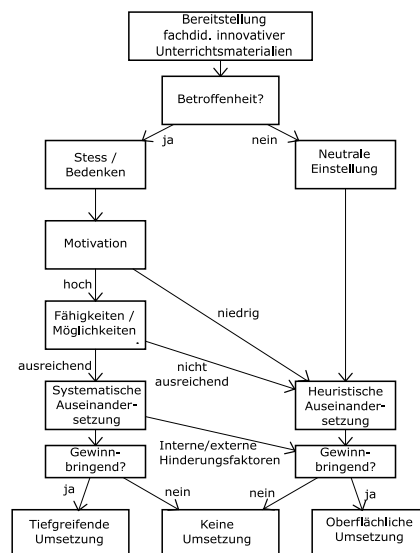 Bereitstellung
fachdid. innovativer
Unterrichtsmaterialien
Betroffenheit?
ja
nein
Stess /
Bedenken
Neutrale
Einstellung
Motivation
hoch
niedrig
Fähigkeiten /
Möglichkeiten
ausreichend
nicht
ausreichend
Systematische
Auseinander-
setzung
Heuristische
Auseinander-
setzung
Interne/externe
Hinderungsfaktoren
Gewinn-
bringend?
Gewinn-
bringend?
ja
nein
nein
ja
Tiefgreifende
Umsetzung
Keine
Umsetzung
Oberflächliche
Umsetzung